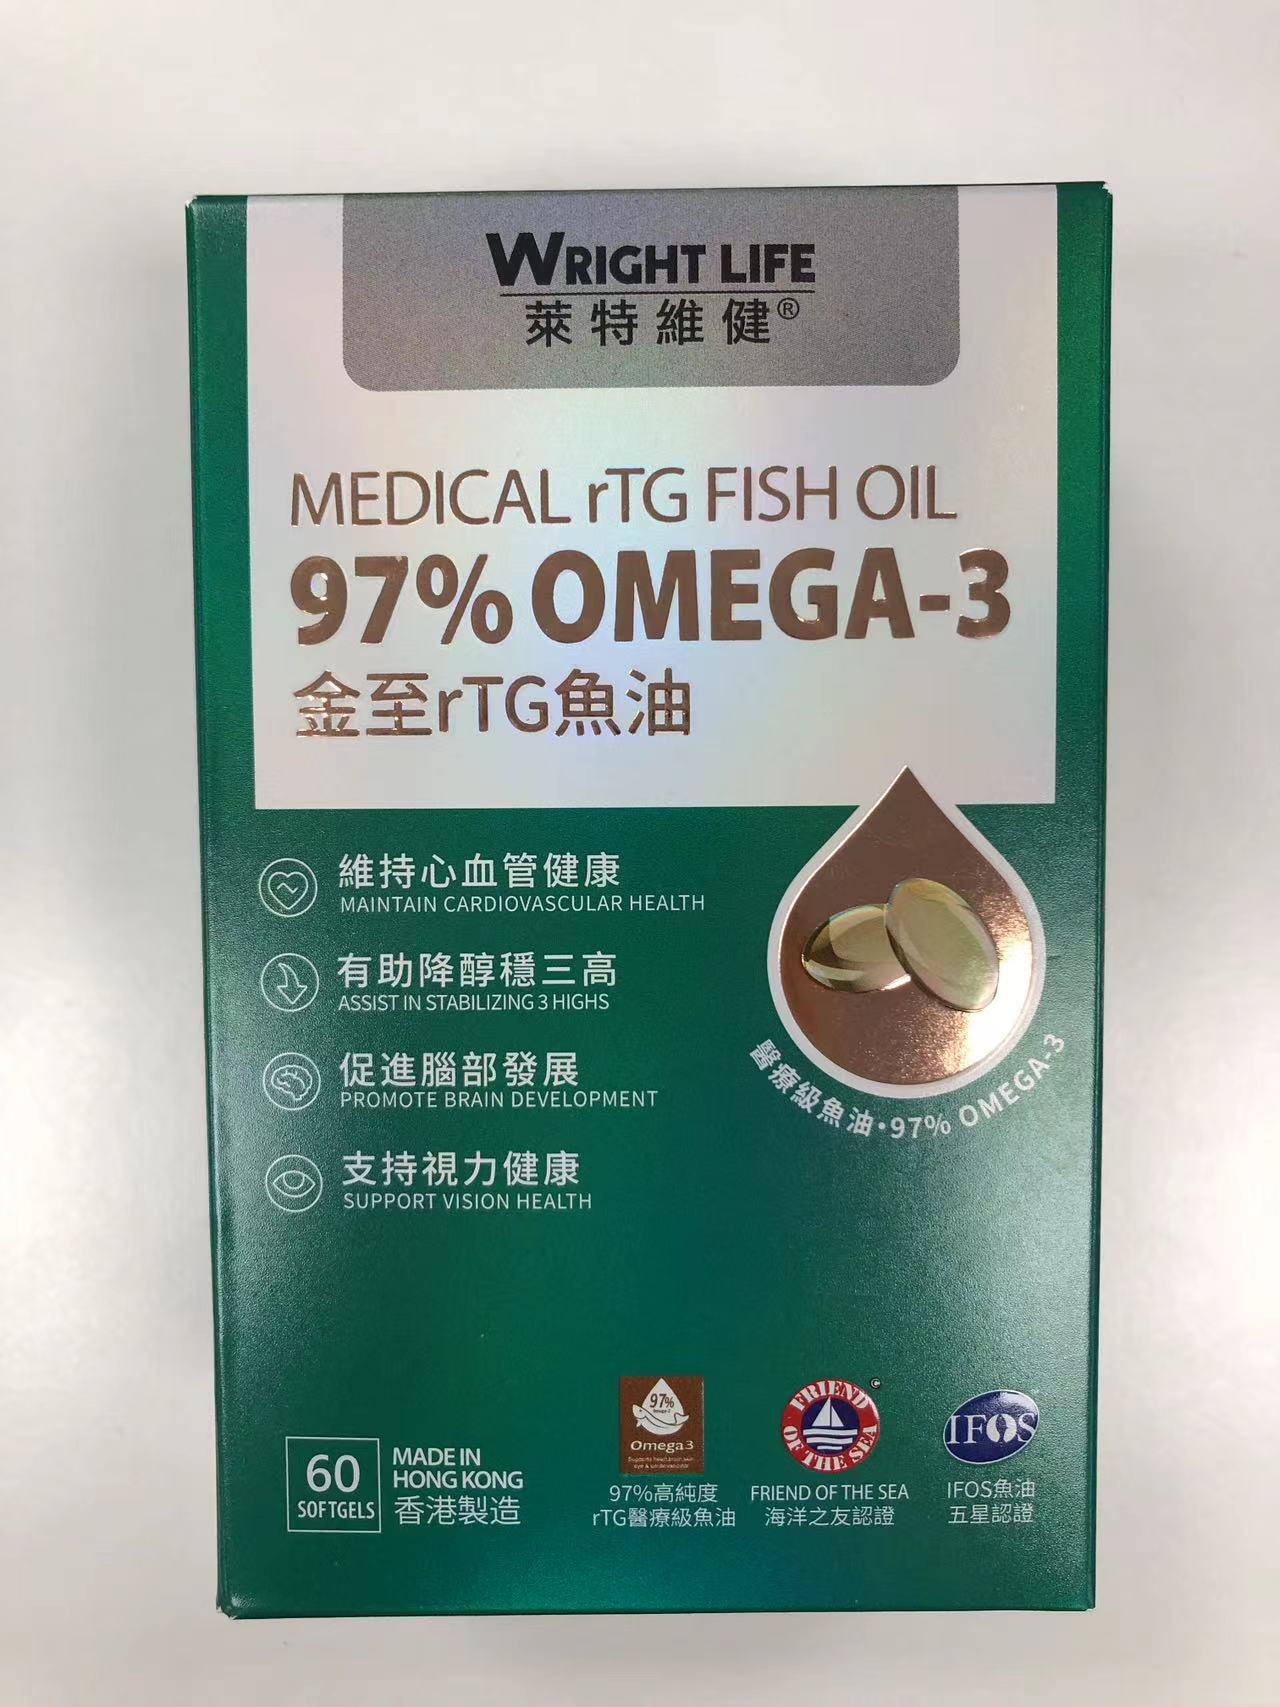 WRIGHT LIFE
萊特維健®
MEDICAL rTG FISH OIL
97% OMEGA-3
金至rTG魚油
維持心血管健康
MAINTAIN CARDIOVASCULAR HEALTH
有助降醇穩三高
ASSIST IN STABILIZING 3 HIGHS
促進腦部發展
PROMOTE BRAIN DEVELOPMENT
支持視力健康
SUPPORT VISION HEALTH
醫療級魚油•97% OMEGA-3
60
SOFTGELS
MADE IN
HONG KONG
香港製造
97%
Omega3
97%高純度
rTG醫療級魚油
FRIEND OF THE SEA
©
FRIEND OF THE SEA
海洋之友認證
IFOS
IFOS魚油
五星認證